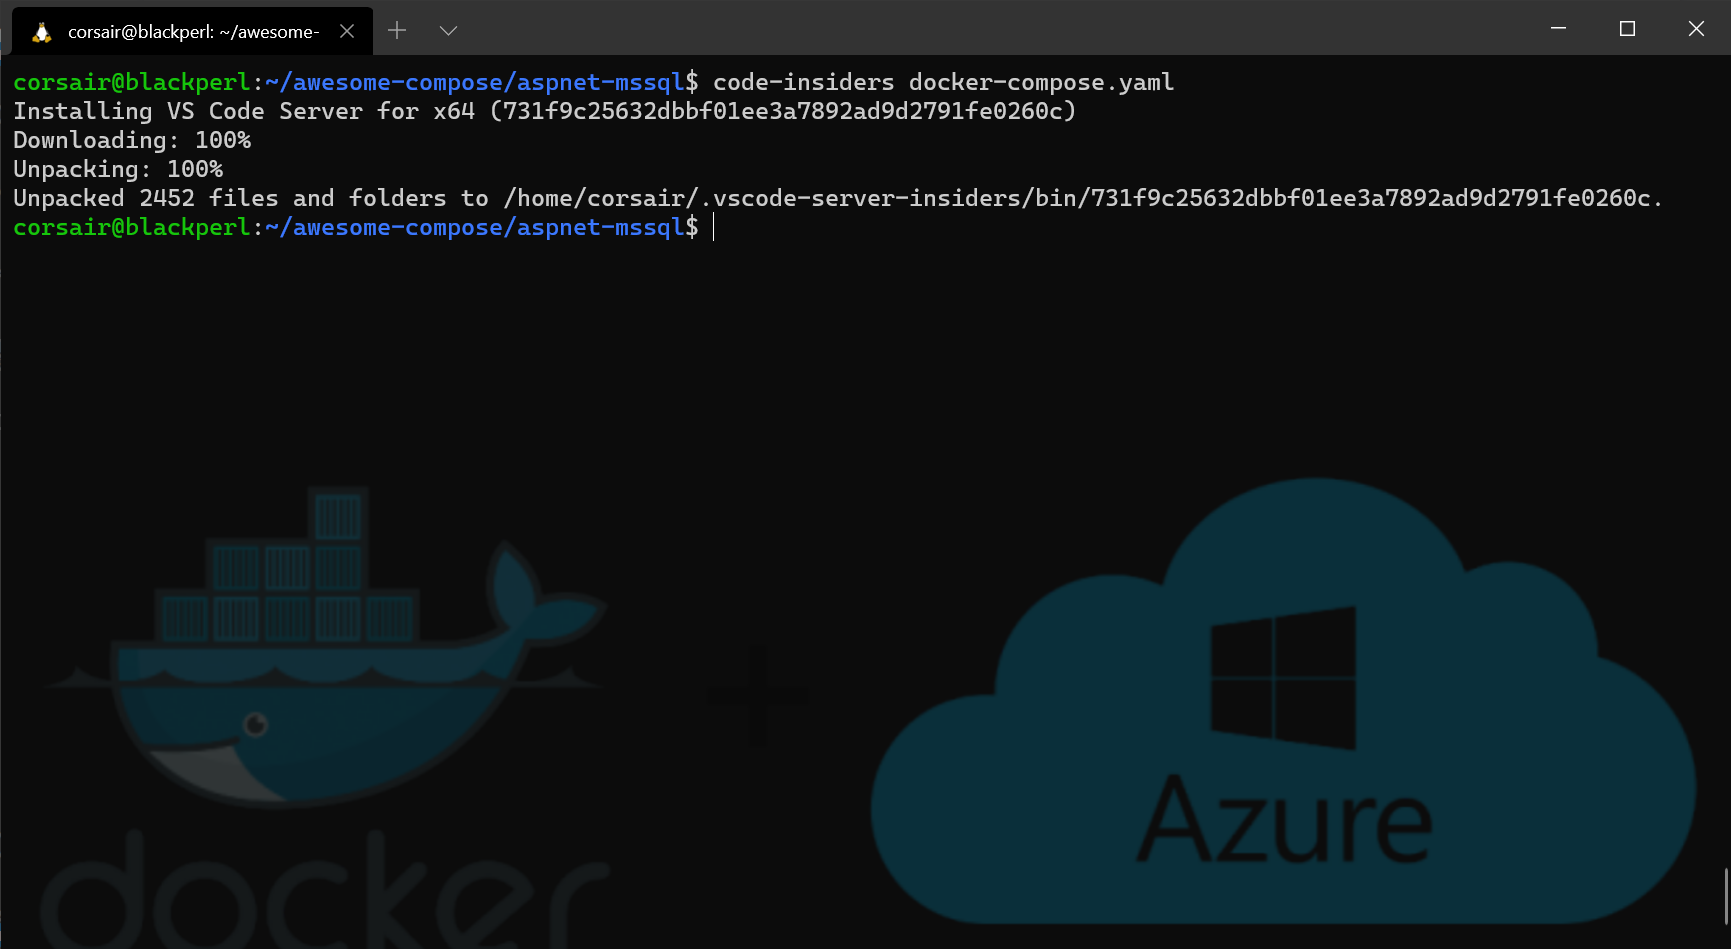 corsair@blackperl: ~/awesome-
corsair@blackperl:~/awesome-compose/aspnet-mssql$ code-insiders docker-compose.yaml
Installing VS Code Server for x64 (731f9c25632dbbf01ee3a7892ad9d2791fe0260c)
Downloading: 100%
Unpacking: 100%
Unpacked 2452 files and folders to /home/corsair/.vscode-server-insiders/bin/731f9c25632dbbf01ee3a7892ad9d2791fe0260c.
corsair@blackperl:~/awesome-compose/aspnet-mssql$
Azure
docker